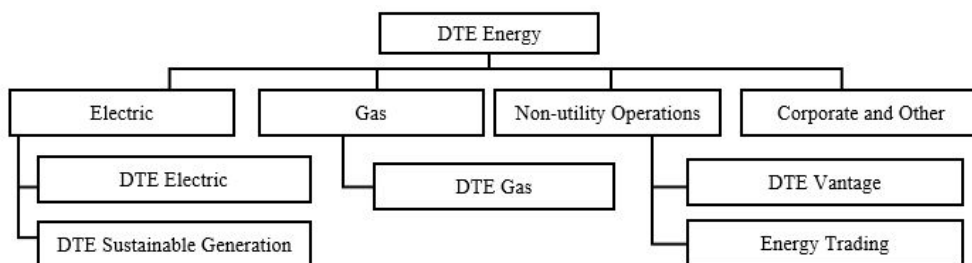 DTE Energy
Electric
Gas
Non-utility Operations
Corporate and Other
DTE Electric
DTE Gas
DTE Vantage
DTE Sustainable Generation
Energy Trading